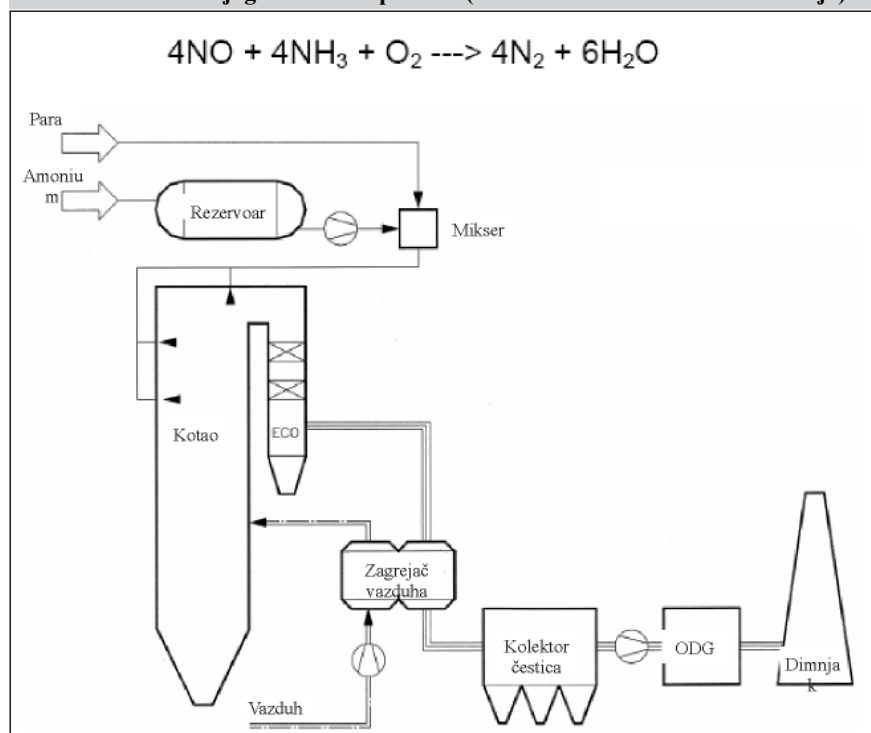 4NO + 4NH₃ + O₂ ---> 4N₂ + 6H₂O
Para
Amoniu
m
Rezervoar
Mikser
Kotao
ECO
Zagrejač
vazduha
Kolektor
čestica
ODG
Dimnja
k
Vazduh